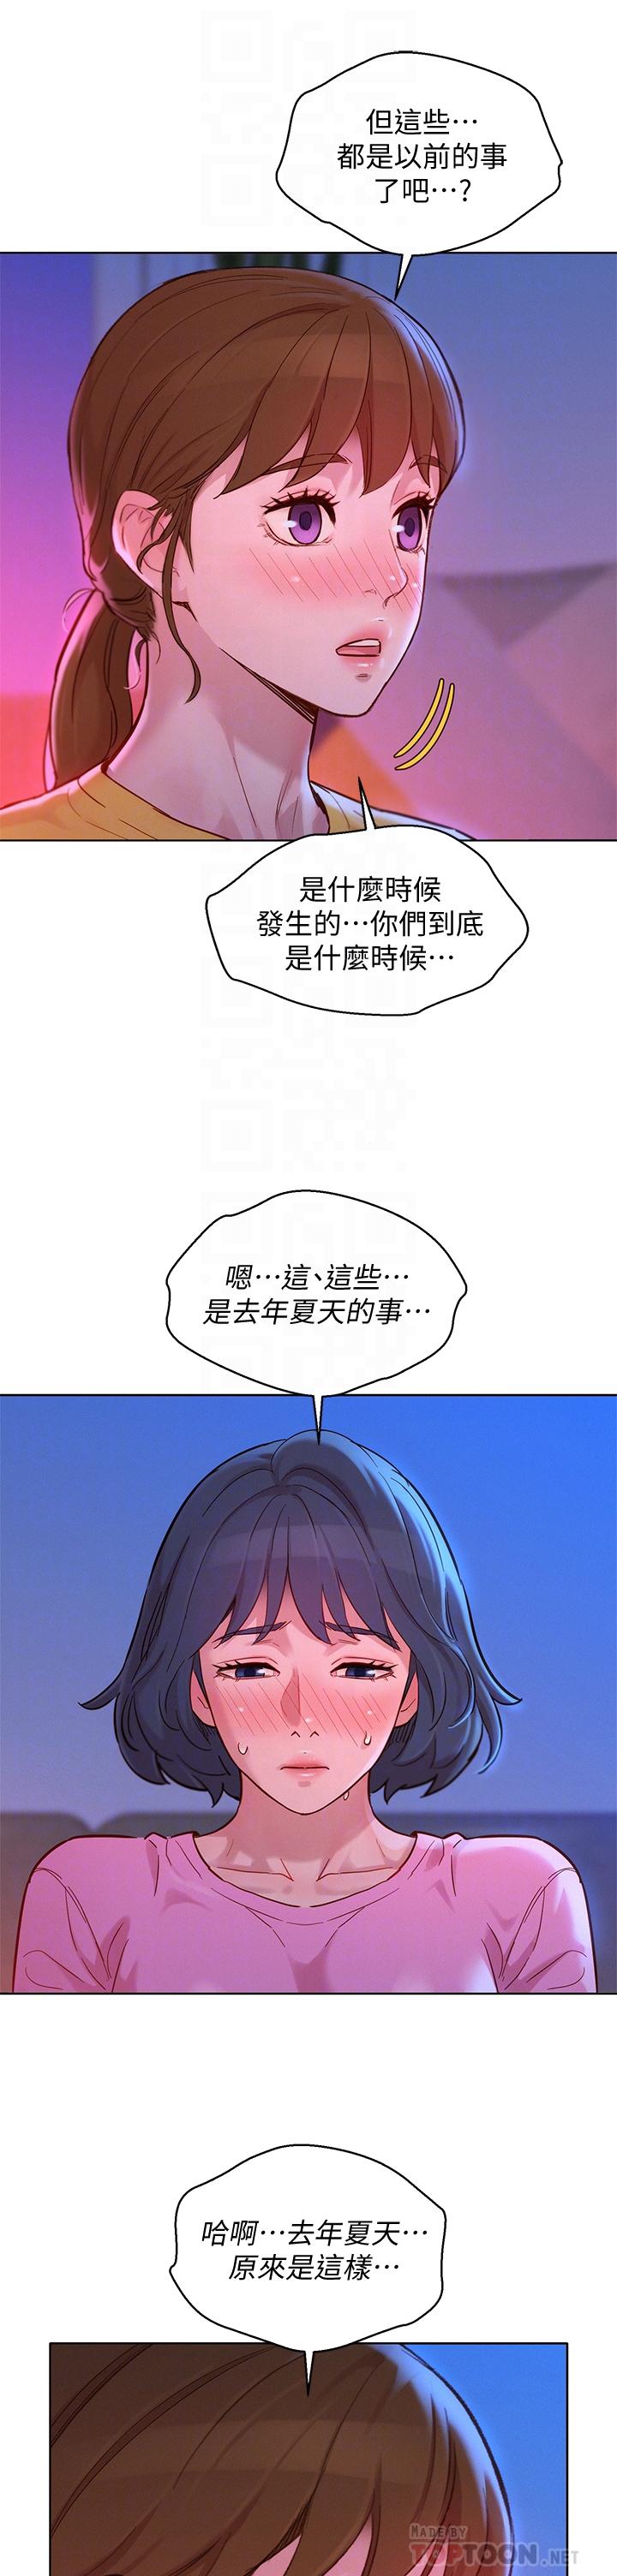 但這些⋯
都是以前的事
了吧⋯?
是什麼時候
發生的⋯你們到底
是什麼時候⋯
嗯⋯這、這些⋯
是去年夏天的事⋯
哈啊⋯去年夏天⋯
原來是這樣⋯
MADE BY
TOPTOON.NET